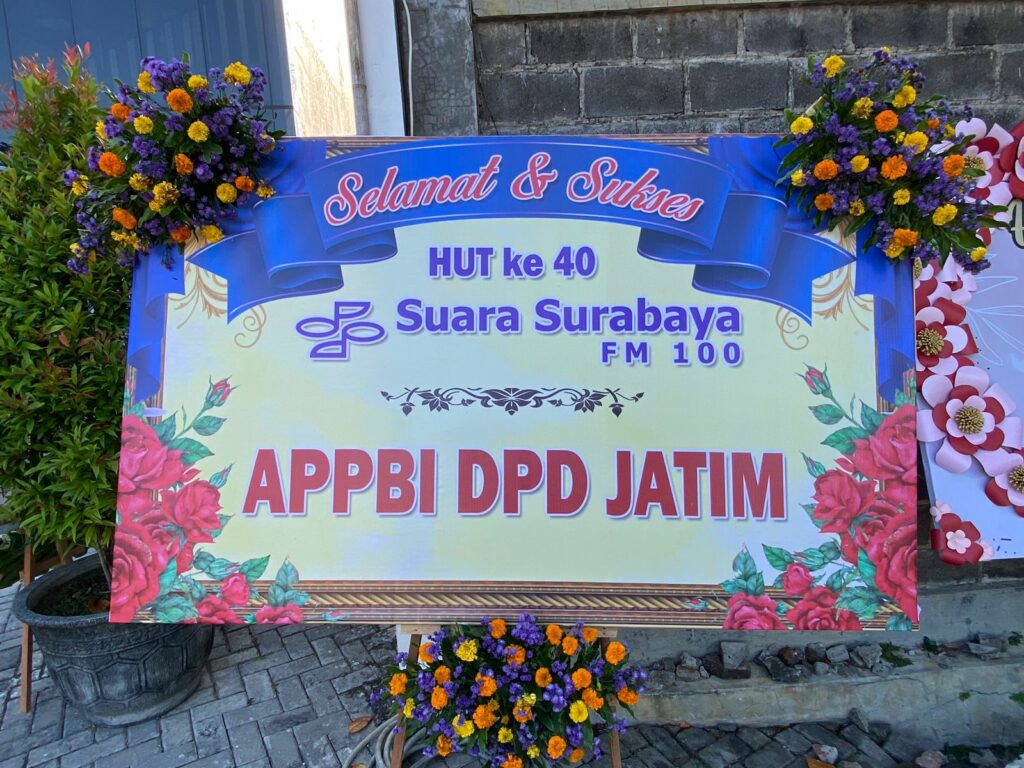 Selamat & Sukses
HUT ke 40
Suara Surabaya
FM 100
APPBI DPD JATIM